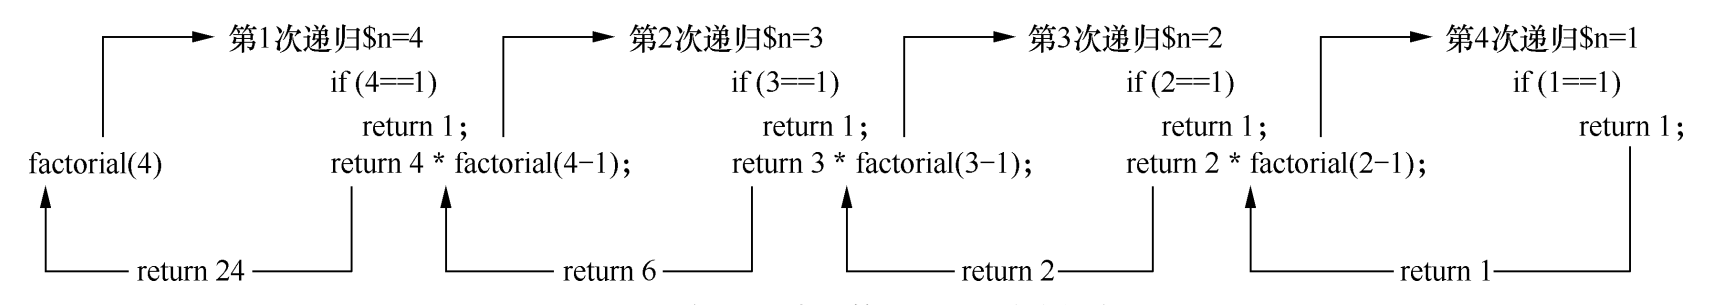 第1次递归$n=4
if (4==1)
return 1；
factorial(4)
return 4 * factorial(4−1)；
return 24
第2次递归$n=3
if (3==1)
return 1；
return 3 * factorial(3−1)；
return 6
第3次递归$n=2
if (2==1)
return 1；
return 2 * factorial(2−1)；
return 2
第4次递归$n=1
if (1==1)
return 1；
return 1